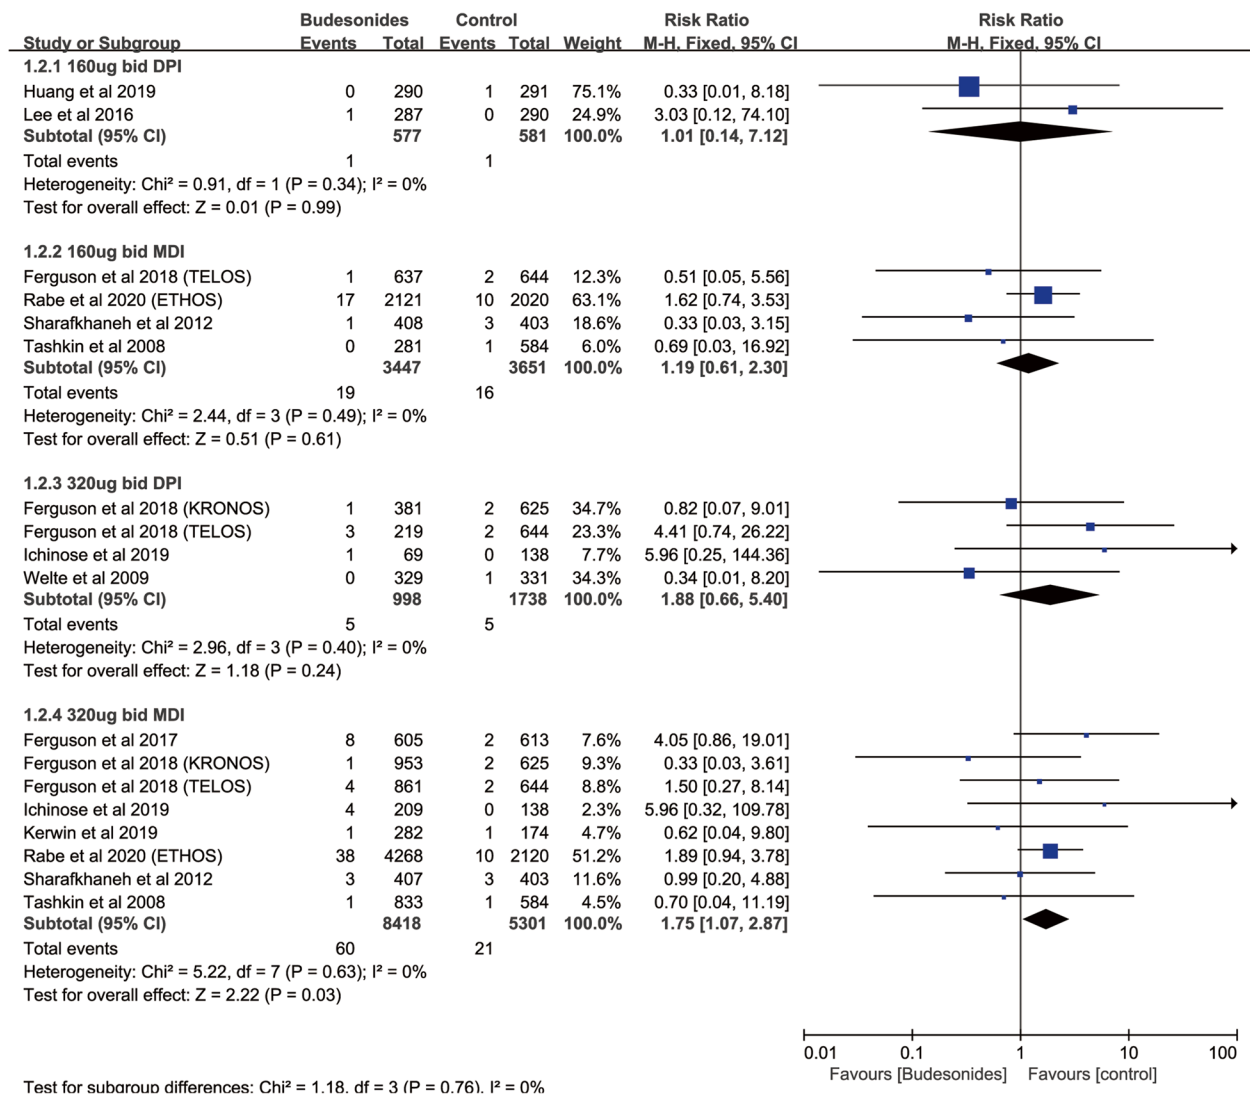 Budesonides Control Risk Ratio Risk Ratio
Study or Subgroup Events Total Events Total Weight M-H, Fixed, 95% CI M-H, Fixed, 95% CI
1.2.1 160ug bid DPI
Huang et al 2019 0 290 1 291 75.1% 0.33 [0.01, 8.18]
Lee et al 2016 1 287 0 290 24.9% 3.03 [0.12, 74.10]
Subtotal (95% CI) 577 581 100.0% 1.01 [0.14, 7.12]
Total events 1 1
Heterogeneity: Chi² = 0.91, df = 1 (P = 0.34); I² = 0%
Test for overall effect: Z = 0.01 (P = 0.99)
1.2.2 160ug bid MDI
Ferguson et al 2018 (TELOS) 1 637 2 644 12.3% 0.51 [0.05, 5.56]
Rabe et al 2020 (ETHOS) 17 2121 10 2020 63.1% 1.62 [0.74, 3.53]
Sharafkhaneh et al 2012 1 408 3 403 18.6% 0.33 [0.03, 3.15]
Tashkin et al 2008 0 281 1 584 6.0% 0.69 [0.03, 16.92]
Subtotal (95% CI) 3447 3651 100.0% 1.19 [0.61, 2.30]
Total events 19 16
Heterogeneity: Chi² = 2.44, df = 3 (P = 0.49); I² = 0%
Test for overall effect: Z = 0.51 (P = 0.61)
1.2.3 320ug bid DPI
Ferguson et al 2018 (KRONOS) 1 381 2 625 34.7% 0.82 [0.07, 9.01]
Ferguson et al 2018 (TELOS) 3 219 2 644 23.3% 4.41 [0.74, 26.22]
Ichinose et al 2019 1 69 0 138 7.7% 5.96 [0.25, 144.36]
Welte et al 2009 0 329 1 331 34.3% 0.34 [0.01, 8.20]
Subtotal (95% CI) 998 1738 100.0% 1.88 [0.66, 5.40]
Total events 5 5
Heterogeneity: Chi² = 2.96, df = 3 (P = 0.40); I² = 0%
Test for overall effect: Z = 1.18 (P = 0.24)
1.2.4 320ug bid MDI
Ferguson et al 2017 8 605 2 613 7.6% 4.05 [0.86, 19.01]
Ferguson et al 2018 (KRONOS) 1 953 2 625 9.3% 0.33 [0.03, 3.61]
Ferguson et al 2018 (TELOS) 4 861 2 644 8.8% 1.50 [0.27, 8.14]
Ichinose et al 2019 4 209 0 138 2.3% 5.96 [0.32, 109.78]
Kerwin et al 2019 1 282 1 174 4.7% 0.62 [0.04, 9.80]
Rabe et al 2020 (ETHOS) 38 4268 10 2120 51.2% 1.89 [0.94, 3.78]
Sharafkhaneh et al 2012 3 407 3 403 11.6% 0.99 [0.20, 4.88]
Tashkin et al 2008 1 833 1 584 4.5% 0.70 [0.04, 11.19]
Subtotal (95% CI) 8418 5301 100.0% 1.75 [1.07, 2.87]
Total events 60 21
Heterogeneity: Chi² = 5.22, df = 7 (P = 0.63); I² = 0%
Test for overall effect: Z = 2.22 (P = 0.03)
0.01 0.1 1 10 100
Favours [Budesonides] Favours [control]
Test for subgroup differences: Chi² = 1.18, df = 3 (P = 0.76), I² = 0%